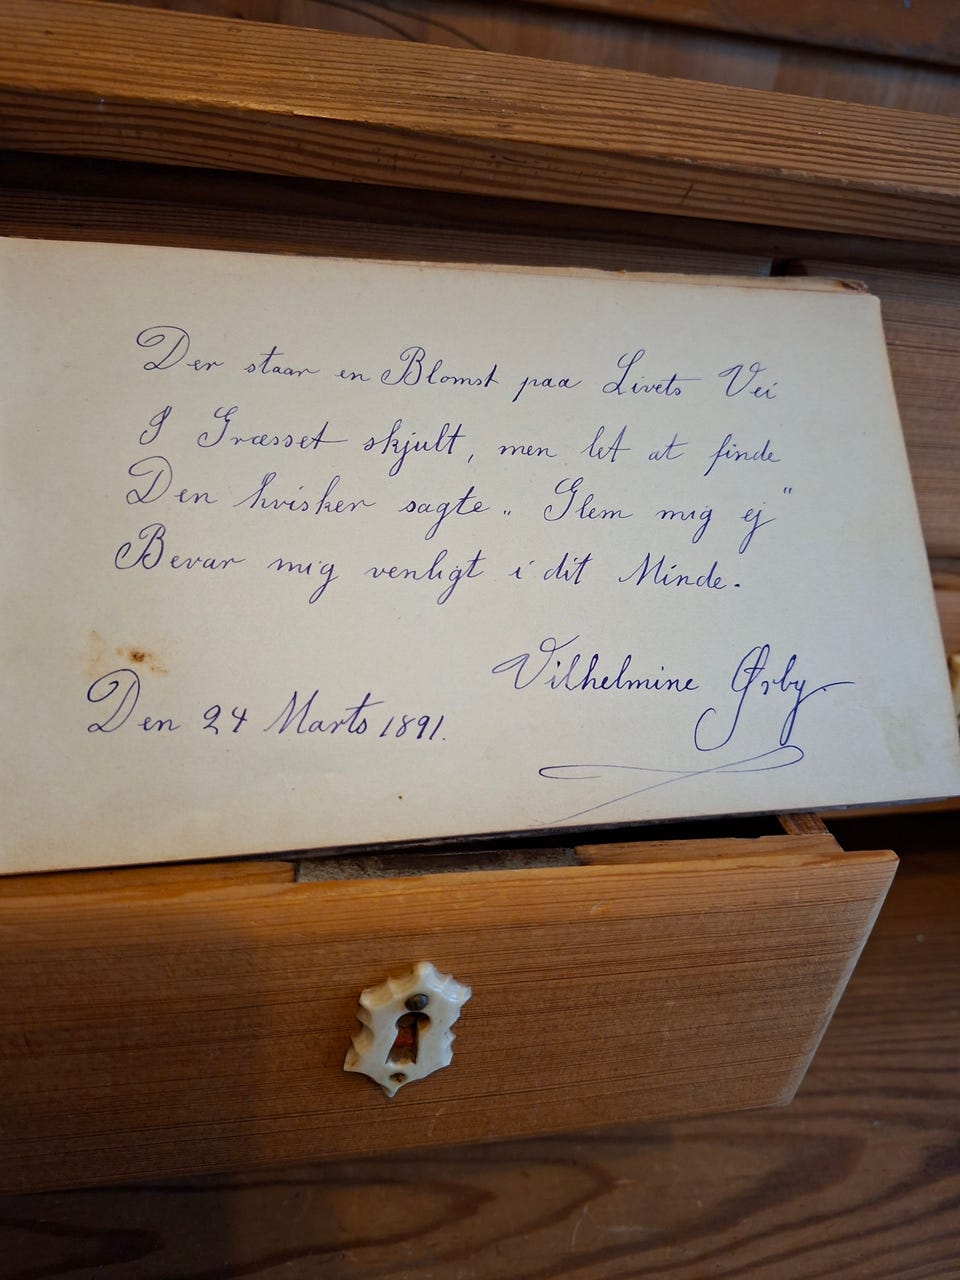 Der staar en Blomst paa Livets Vei
I Græsset skjult, men let at finde
Den hvisker sagte „ Glem mig ej"
Bevar mig venligt i dit Minde.
Vilhelmine Ørby
Den 24 Marts 1891.